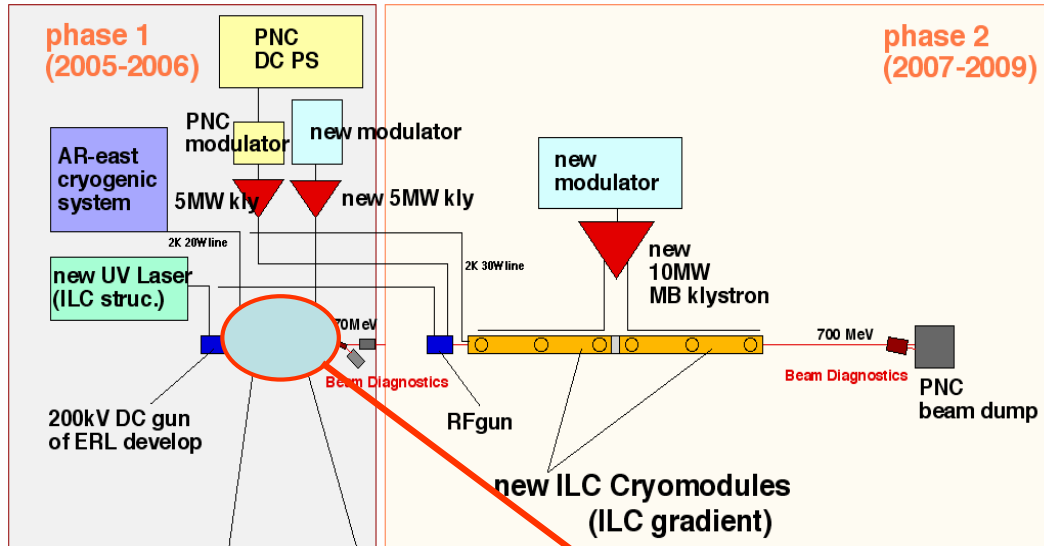 phase 1
(2005-2006)
PNC
DC PS
phase 2
(2007-2009)
PNC
modulator
new modulator
AR-east
cryogenic
system
5MW kly
new 5MW kly
new
modulator
2K 20W line
2K 30W line
new
10MW
MB klystron
new UV Laser
(ILC struc.)
70MeV
700 MeV
Beam Diagnostics
Beam Diagnostics
PNC
beam dump
200kV DC gun
of ERL develop
RFgun
new ILC Cryomodules
(ILC gradient)